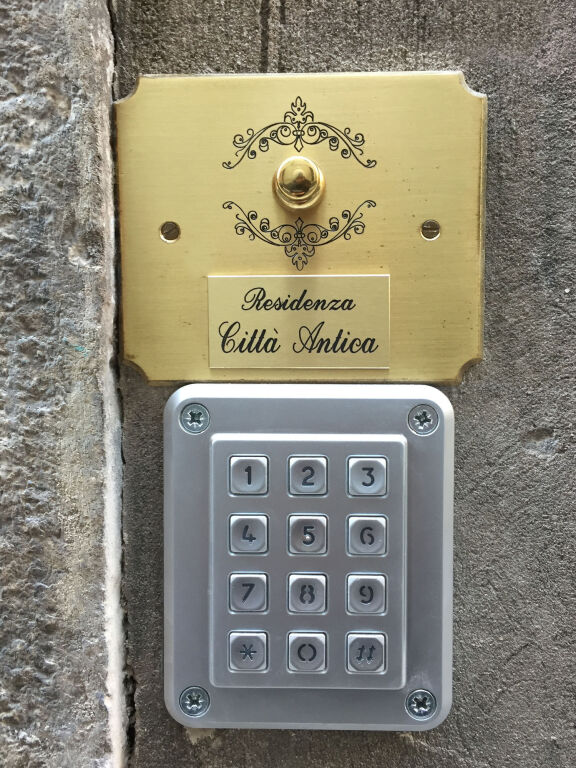 Residenza
Città Antica
1 2 3
4 5 6
7 8 9
* 0 #